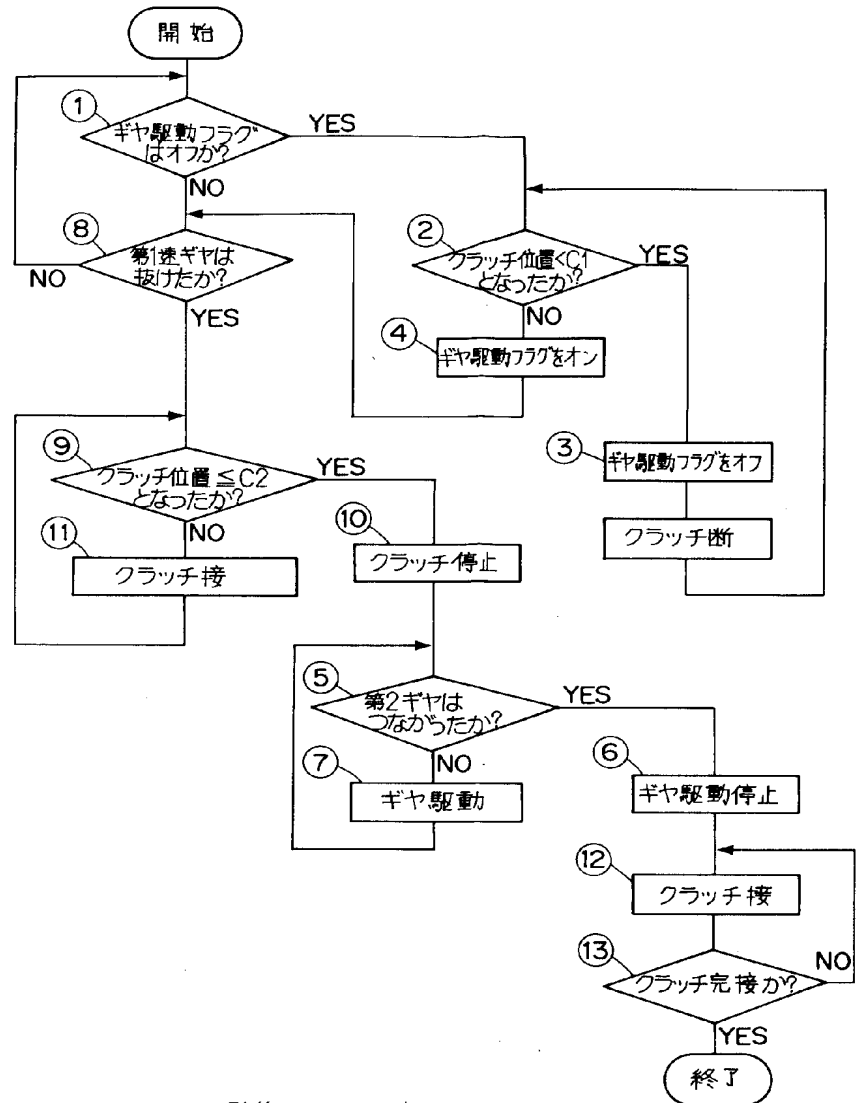 開始
①
ギヤ駆動フラグ
はオフか?
YES
NO
⑧
第1速ギヤは
抜けたか?
NO
YES
②
クラッチ位置<C1
となったか?
YES
NO
④
ギヤ駆動フラグをオン
③
ギヤ駆動フラグをオフ
クラッチ断
⑨
クラッチ位置≦C2
となったか?
YES
NO
⑪
クラッチ接
⑩
クラッチ停止
⑤
第2ギヤは
つながったか?
YES
NO
⑦
ギヤ駆動
⑥
ギヤ駆動停止
⑫
クラッチ接
⑬
クラッチ完接か?
NO
YES
終了